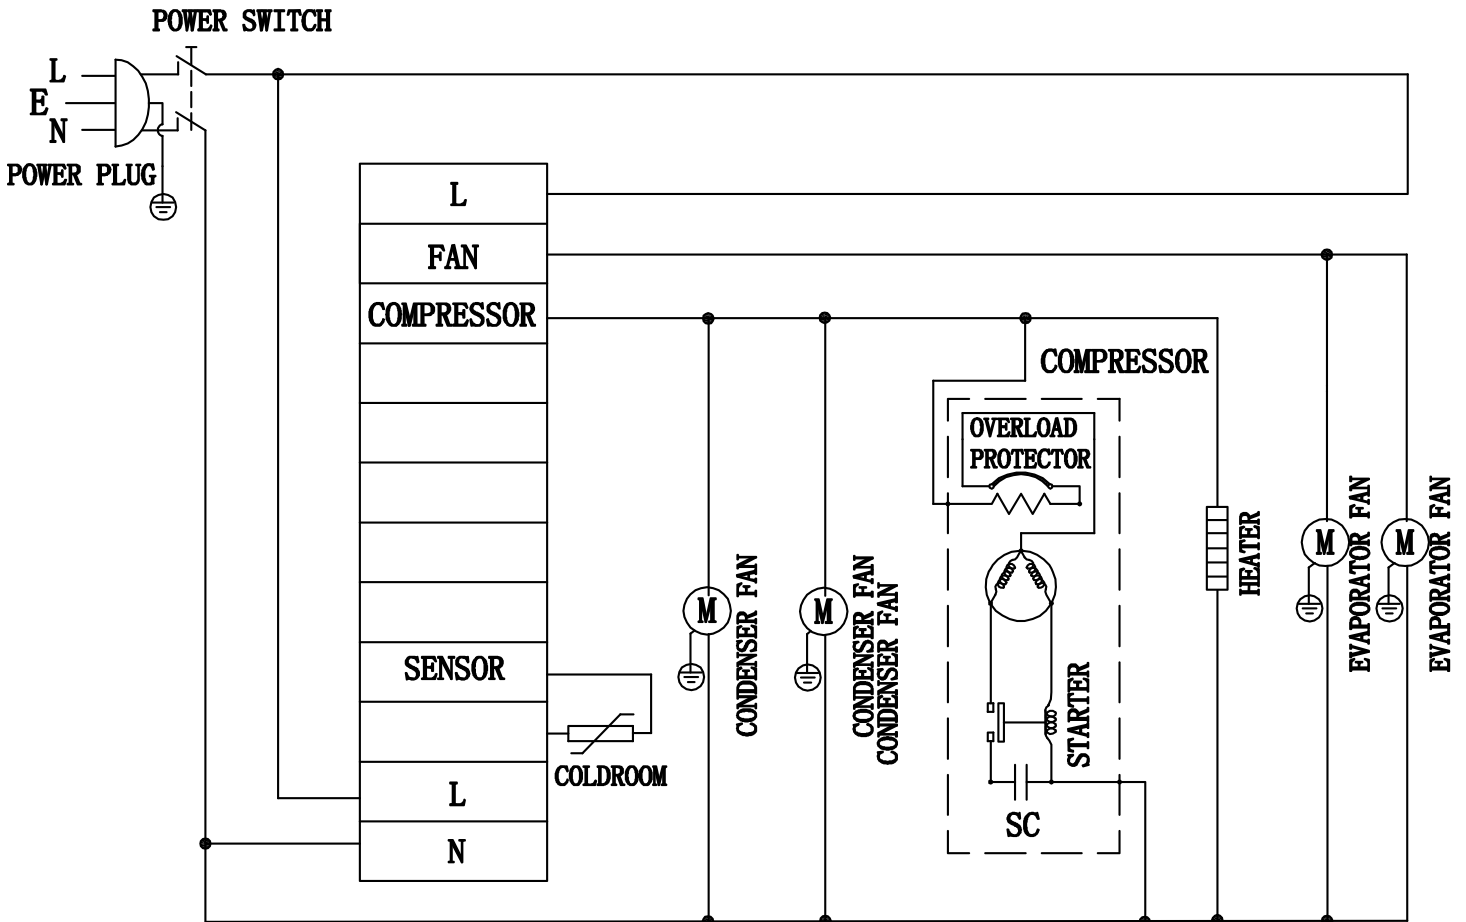 POWER SWITCH
L
E
N
POWER PLUG
L
FAN
COMPRESSOR
SENSOR
L
N
COLDROOM
M
CONDENSER FAN
M
CONDENSER FAN
CONDENSER FAN
COMPRESSOR
OVERLOAD
PROTECTOR
STARTER
SC
HEATER
M
EVAPORATOR FAN
M
EVAPORATOR FAN